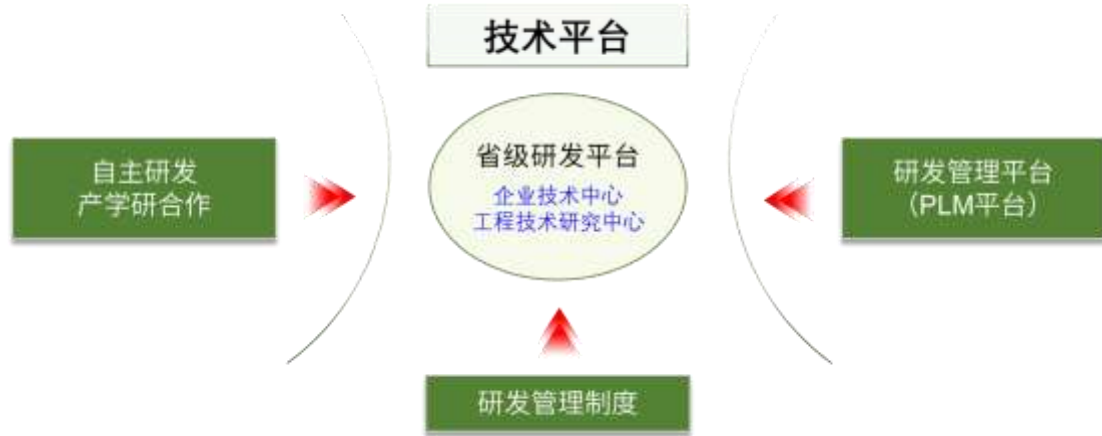 技术平台
省级研发平台
企业技术中心
工程技术研究中心
自主研发
产学研合作
研发管理平台
（PLM平台）
研发管理制度